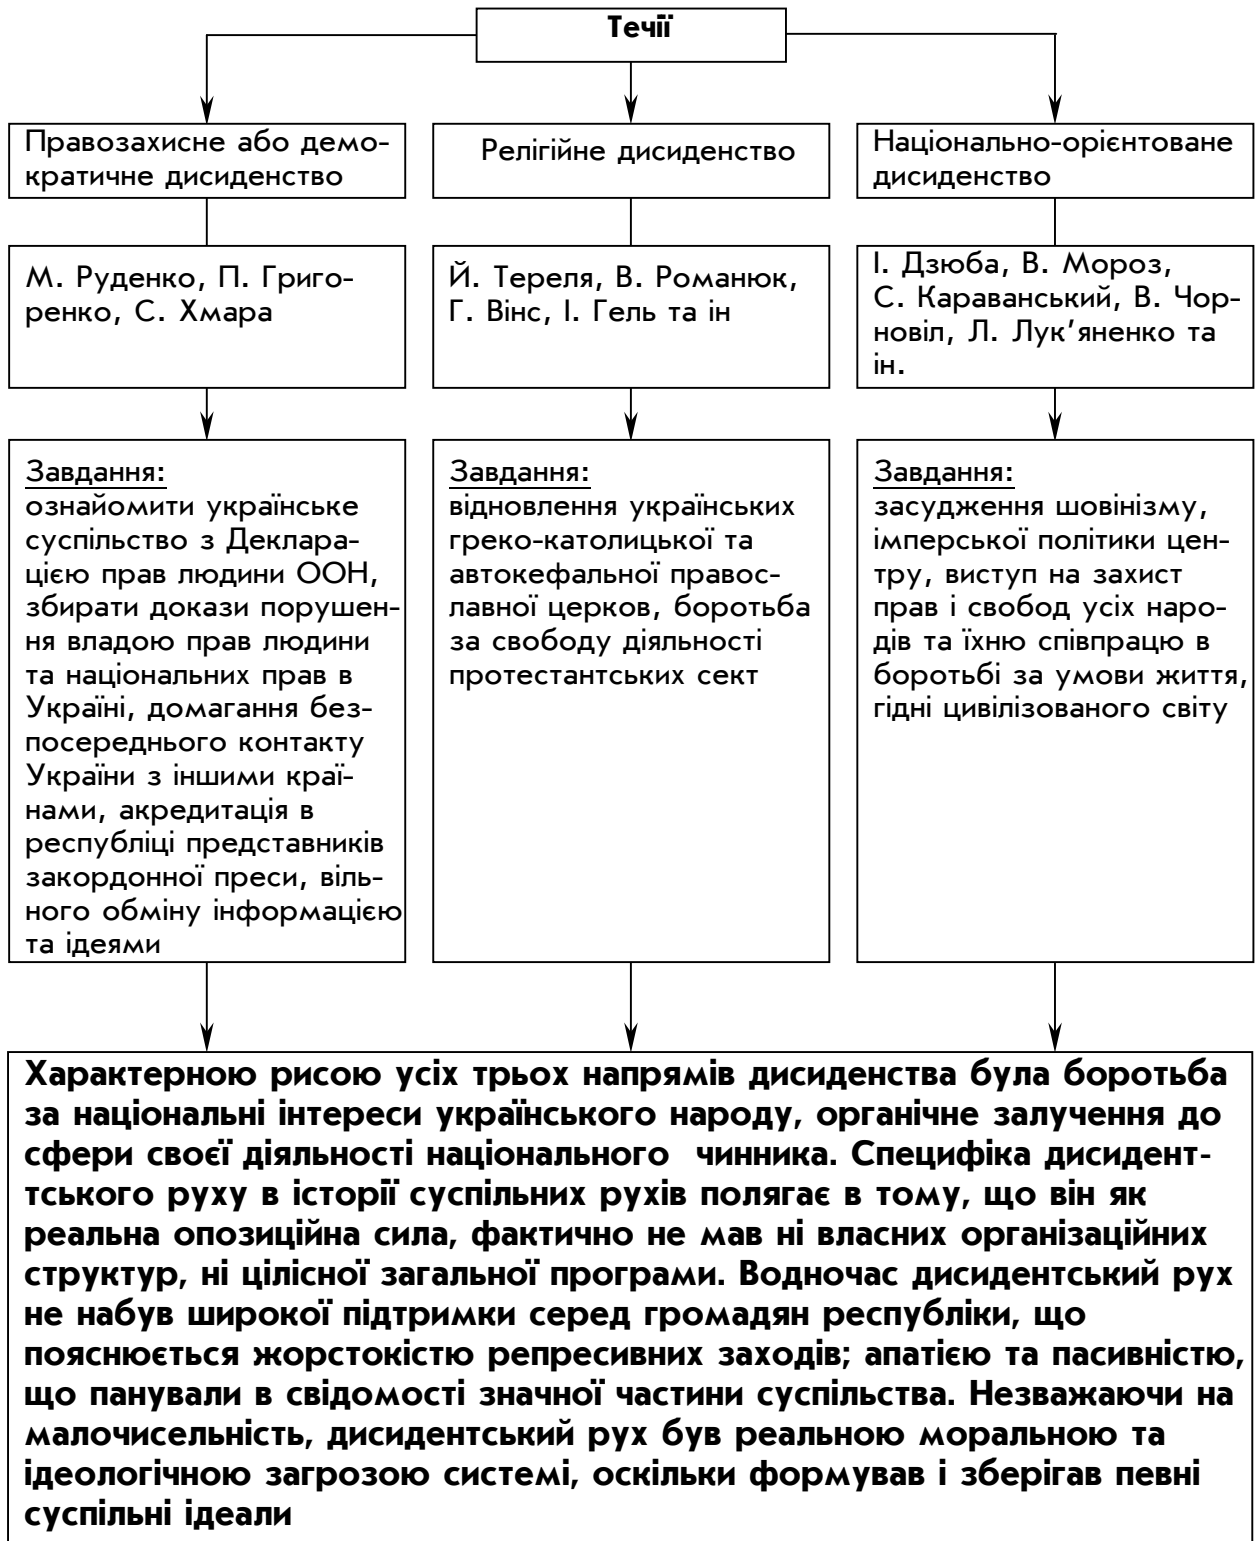 Течії
Правозахисне або демо-
кратичне дисиденство
Релігійне дисиденство
Національно-орієнтоване
дисиденство
М. Руденко, П. Григо-
ренко, С. Хмара
Й. Тереля, В. Романюк,
Г. Вінс, І. Гель та ін
І. Дзюба, В. Мороз,
С. Караванський, В. Чор-
новіл, Л. Лук’яненко та
ін.
Завдання:
ознайомити українське
суспільство з Деклара-
цією прав людини ООН,
збирати докази порушен-
ня владою прав людини
та національних прав в
Україні, домагання без-
посереднього контакту
України з іншими краї-
нами, акредитація в
республіці представників
закордонної преси, віль-
ного обміну інформацією
та ідеями
Завдання:
відновлення українських
греко-католицької та
автокефальної правос-
лавної церков, боротьба
за свободу діяльності
протестантських сект
Завдання:
засудження шовінізму,
імперської політики цен-
тру, виступ на захист
прав і свобод усіх наро-
дів та їхню співпрацю в
боротьбі за умови життя,
гідні цивілізованого світу
Характерною рисою усіх трьох напрямів дисиденства була боротьба
за національні інтереси українського народу, органічне залучення до
сфери своєї діяльності національного чинника. Специфіка дисидент-
тського руху в історії суспільних рухів полягає в тому, що він як
реальна опозиційна сила, фактично не мав ні власних організаційних
структур, ні цілісної загальної програми. Водночас дисидентський рух
не набув широкої підтримки серед громадян республіки, що
пояснюється жорстокістю репресивних заходів; апатією та пасивністю,
що панували в свідомості значної частини суспільства. Незважаючи на
малочисельність, дисидентський рух був реальною моральною та
ідеологічною загрозою системі, оскільки формував і зберігав певні
суспільні ідеали